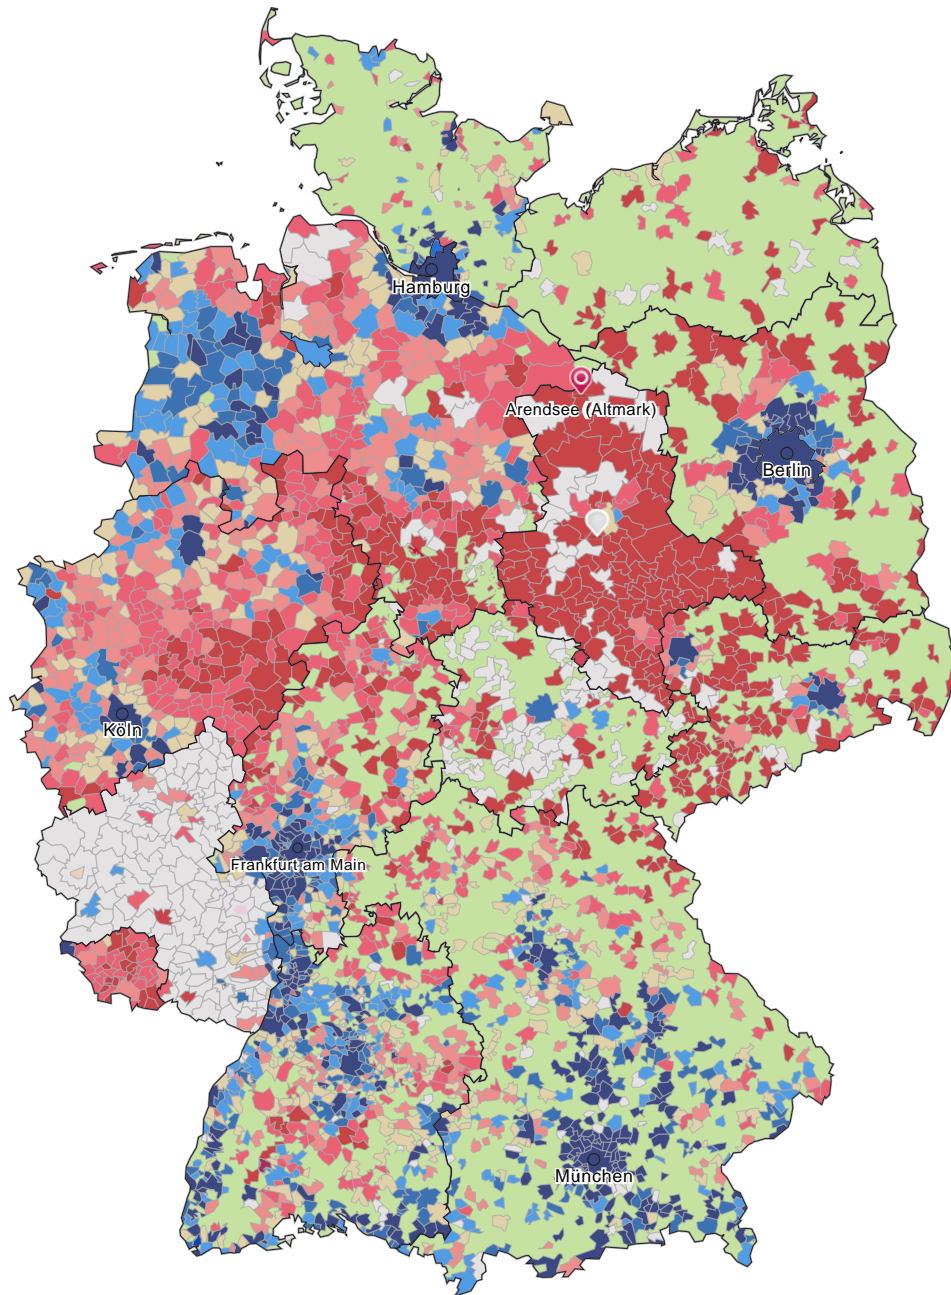 Hamburg
Arendsee (Altmark)
Berlin
Köln
Frankfurt am Main
München